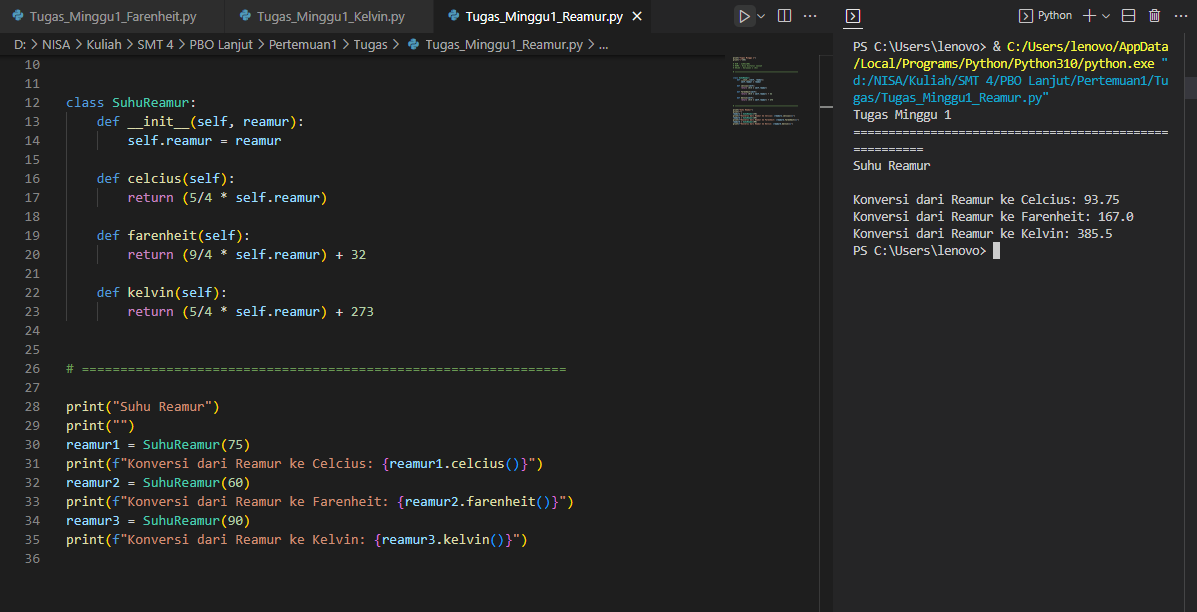 Tugas_Minggu1_Farenheit.py
Tugas_Minggu1_Kelvin.py
Tugas_Minggu1_Reamur.py
D: > NISA > Kuliah > SMT 4 > PBO Lanjut > Pertemuan1 > Tugas > Tugas_Minggu1_Reamur.py > ...
10
11
12 class SuhuReamur:
13     def __init__(self, reamur):
14         self.reamur = reamur
15
16     def celcius(self):
17         return (5/4 * self.reamur)
18
19     def farenheit(self):
20         return (9/4 * self.reamur) + 32
21
22     def kelvin(self):
23         return (5/4 * self.reamur) + 273
24
25
26 # ===============================================================
27
28 print("Suhu Reamur")
29 print("")
30 reamur1 = SuhuReamur(75)
31 print(f"Konversi dari Reamur ke Celcius: {reamur1.celcius()}")
32 reamur2 = SuhuReamur(60)
33 print(f"Konversi dari Reamur ke Farenheit: {reamur2.farenheit()}")
34 reamur3 = SuhuReamur(90)
35 print(f"Konversi dari Reamur ke Kelvin: {reamur3.kelvin()}")
36
Python
PS C:\Users\lenovo> & C:/Users/lenovo/AppData
/Local/Programs/Python/Python310/python.exe "
d:/NISA/Kuliah/SMT 4/PBO Lanjut/Pertemuan1/Tu
gas/Tugas_Minggu1_Reamur.py"
Tugas Minggu 1
=============================================
==========
Suhu Reamur
Konversi dari Reamur ke Celcius: 93.75
Konversi dari Reamur ke Farenheit: 167.0
Konversi dari Reamur ke Kelvin: 385.5
PS C:\Users\lenovo>